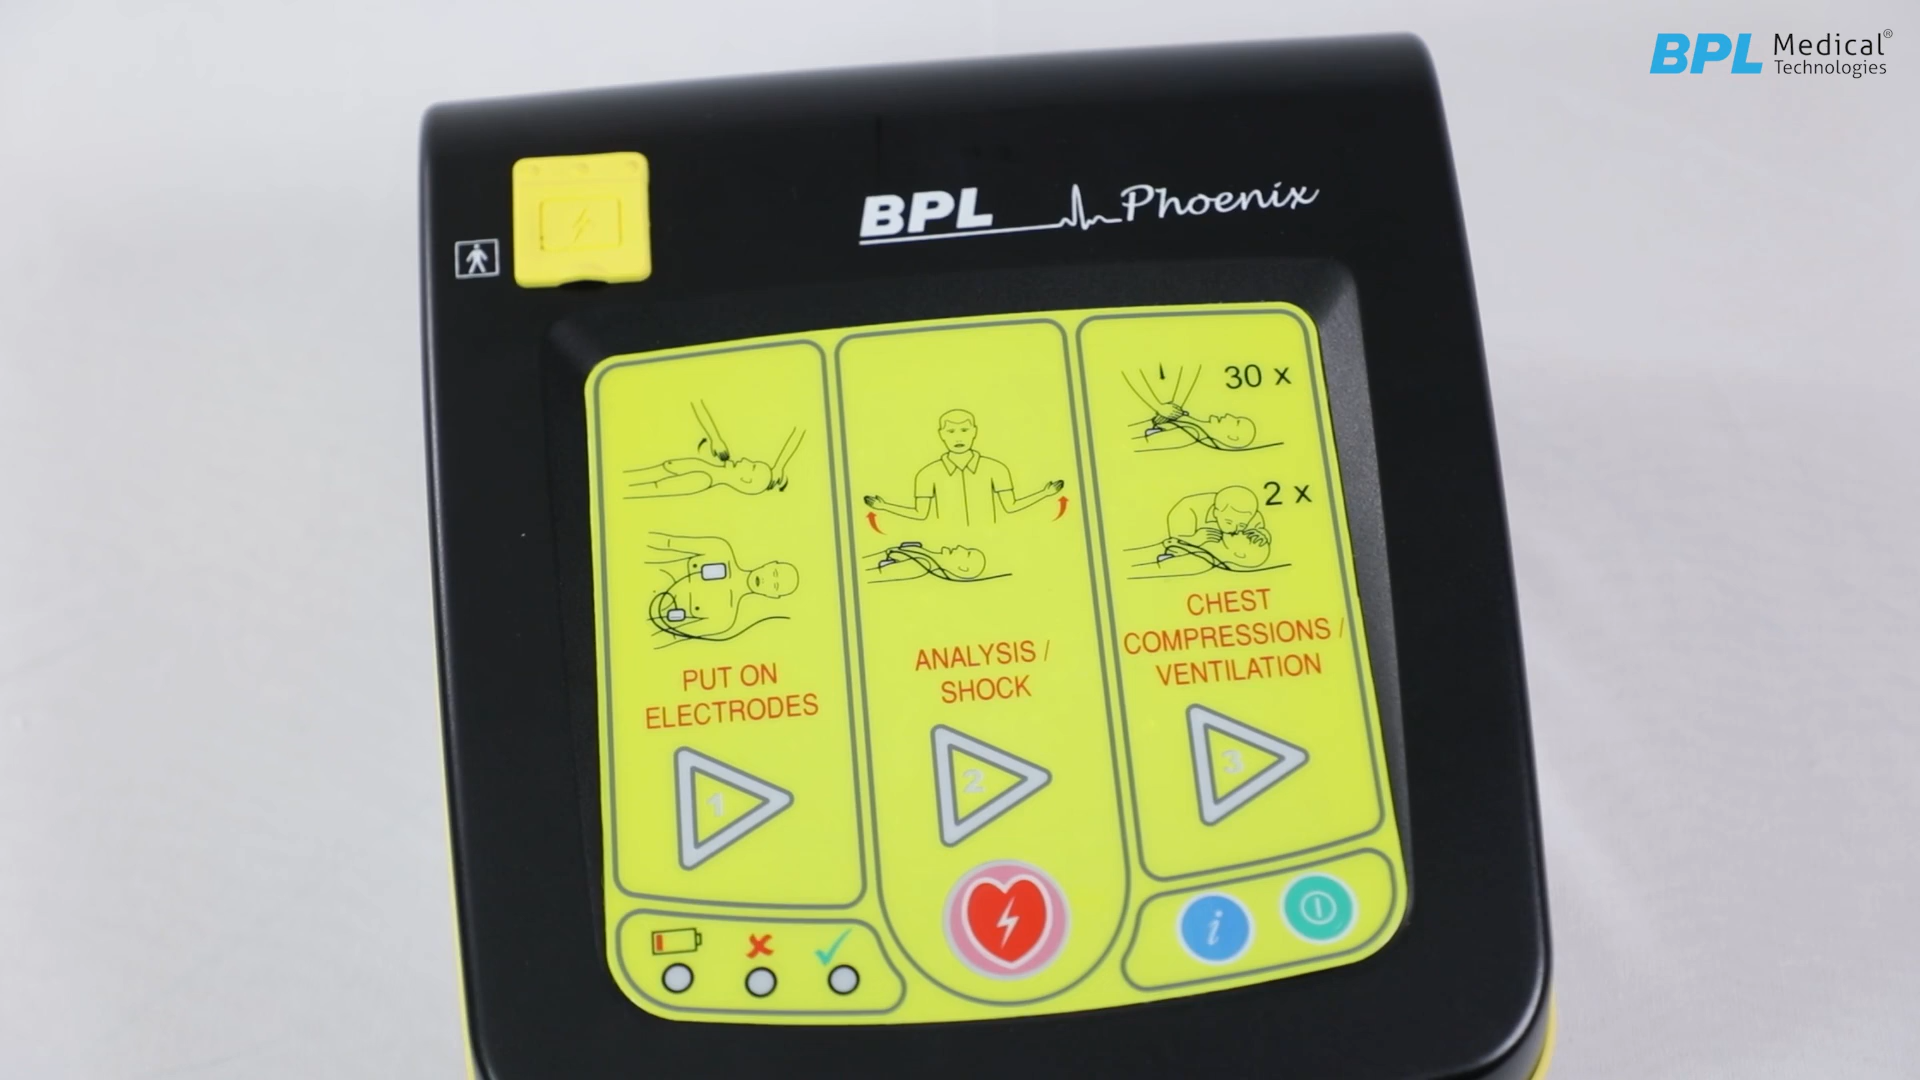 BPL Medical®
Technologies
BPL Phoenix
30 x
2 x
PUT ON
ELECTRODES
1
ANALYSIS /
SHOCK
2
CHEST
COMPRESSIONS /
VENTILATION
3
i